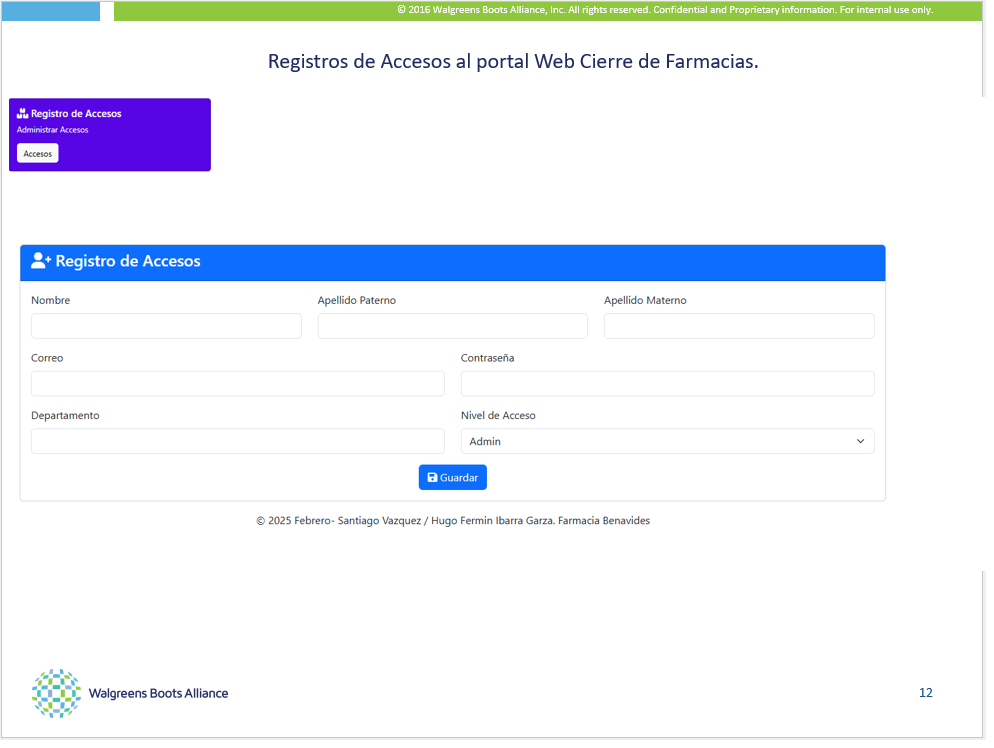 © 2016 Walgreens Boots Alliance, Inc. All rights reserved. Confidential and Proprietary information. For internal use only.
Registros de Accesos al portal Web Cierre de Farmacias.
Registro de Accesos
Administrar Accesos
Accesos
Registro de Accesos
Nombre Apellido Paterno Apellido Materno
Correo Contraseña
Departamento Nivel de Acceso
Admin
Guardar
© 2025 Febrero- Santiago Vazquez / Hugo Fermin Ibarra Garza. Farmacia Benavides
Walgreens Boots Alliance
12